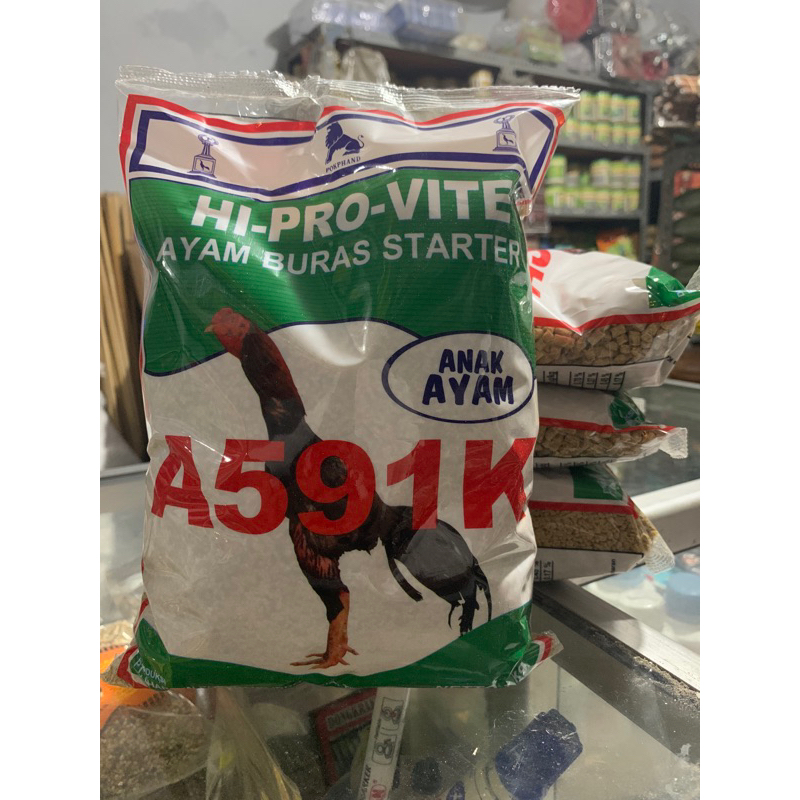 POKPHAND
HI-PRO-VITE
AYAM BURAS STARTER
ANAK
AYAM
A591K